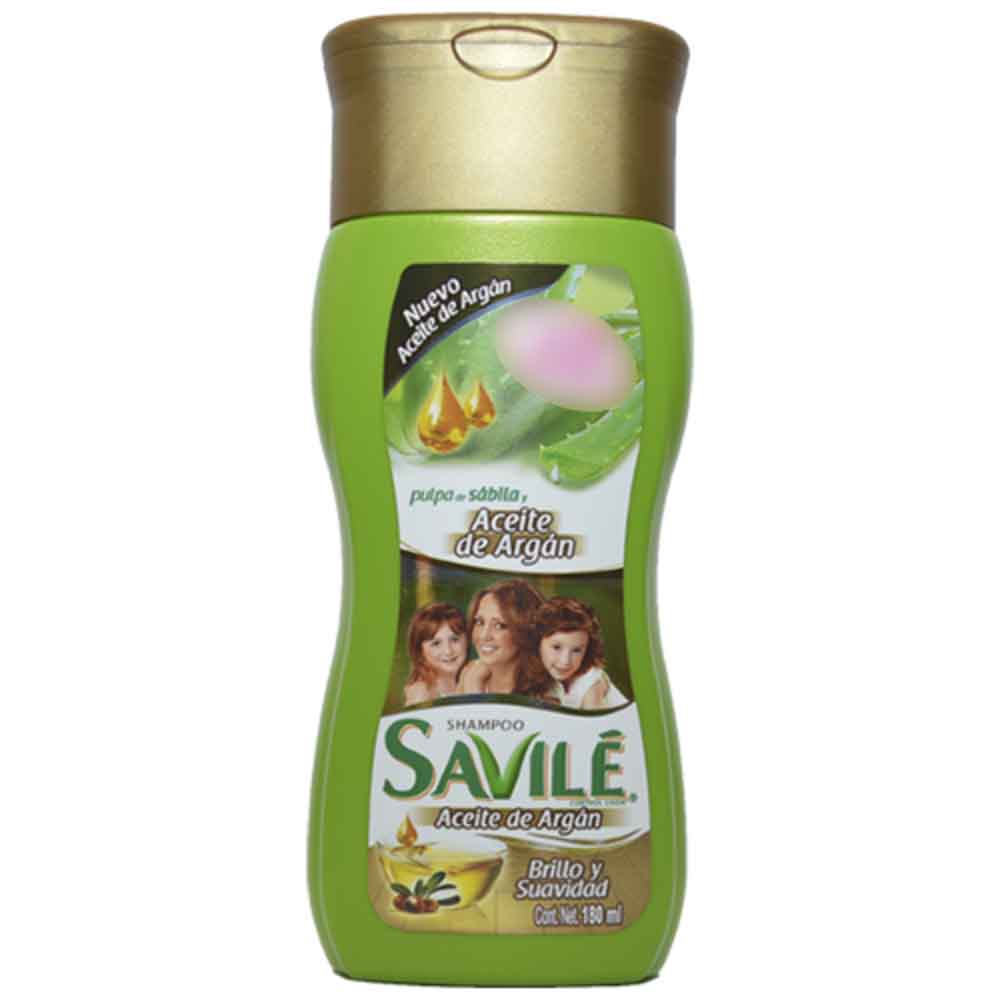 Nuevo
Aceite de Argán
pulpa de sábila y
Aceite
de Argán
SHAMPOO
SAVILÉ
Aceite de Argán
Brillo y
Suavidad
Cont. Net. 180 ml